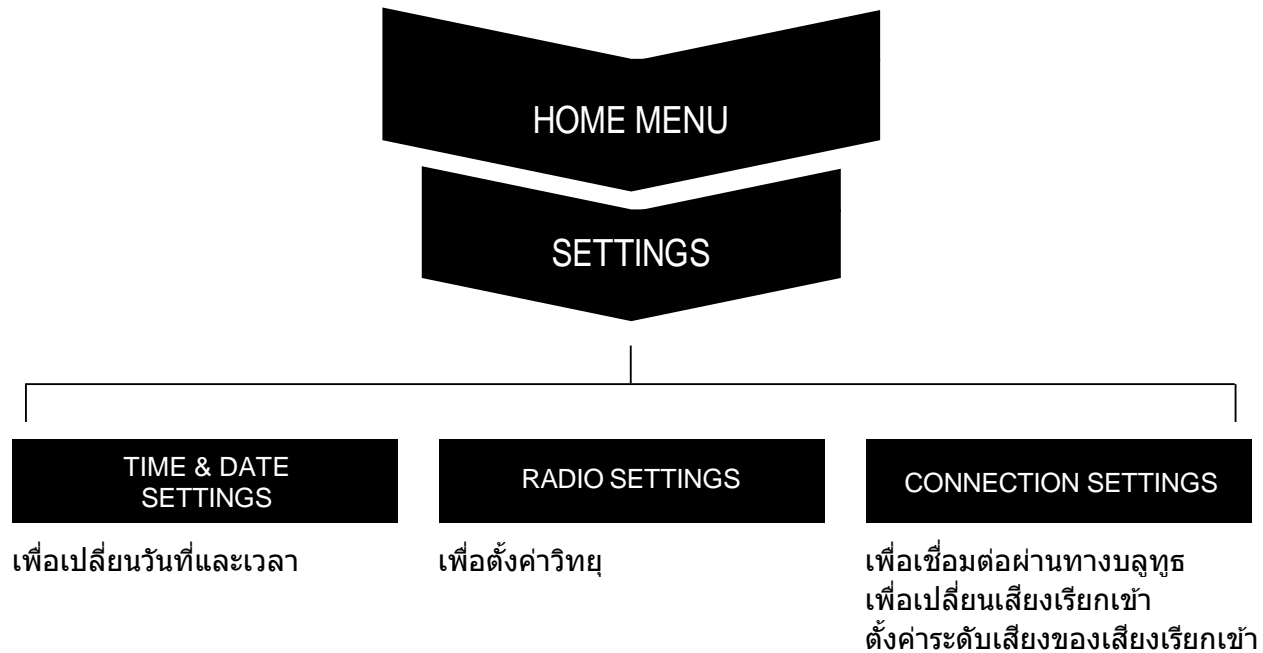 HOME MENU
SETTINGS
TIME & DATE
SETTINGS
เพื่อเปลี่ยนวันที่และเวลา
RADIO SETTINGS
เพื่อตั้งค่าวิทยุ
CONNECTION SETTINGS
เพื่อเชื่อมต่อผ่านทางบลูทูธ
เพื่อเปลี่ยนเสียงเรียกเข้า
ตั้งค่าระดับเสียงของเสียงเรียกเข้า